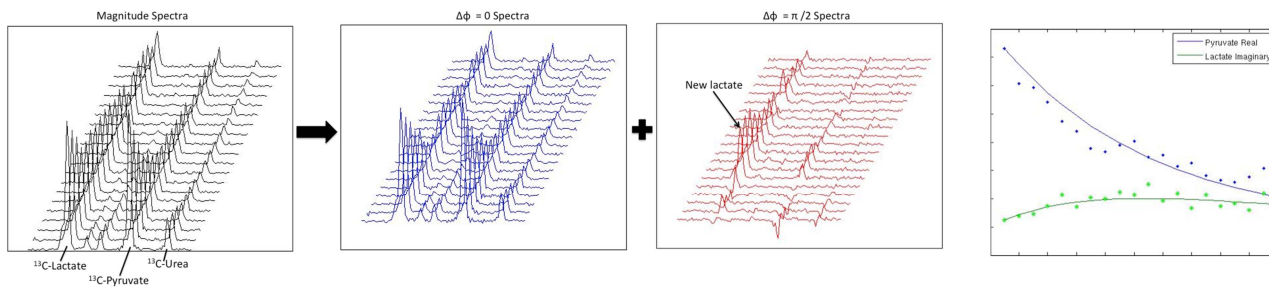 Magnitude Spectra
Δϕ = 0 Spectra
Δϕ = π /2 Spectra
New lactate
Pyruvate Real
Lactate Imaginary
¹³C-Lactate
¹³C-Pyruvate
¹³C-Urea